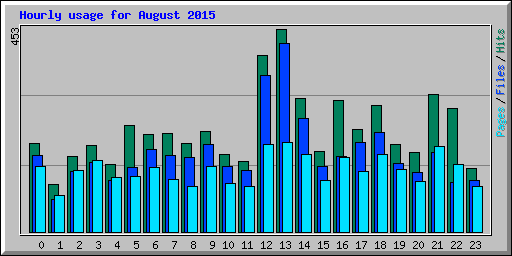 Hourly usage for August 2015
453
Pages/Files/Hits
0 1 2 3 4 5 6 7 8 9 10 11 12 13 14 15 16 17 18 19 20 21 22 23